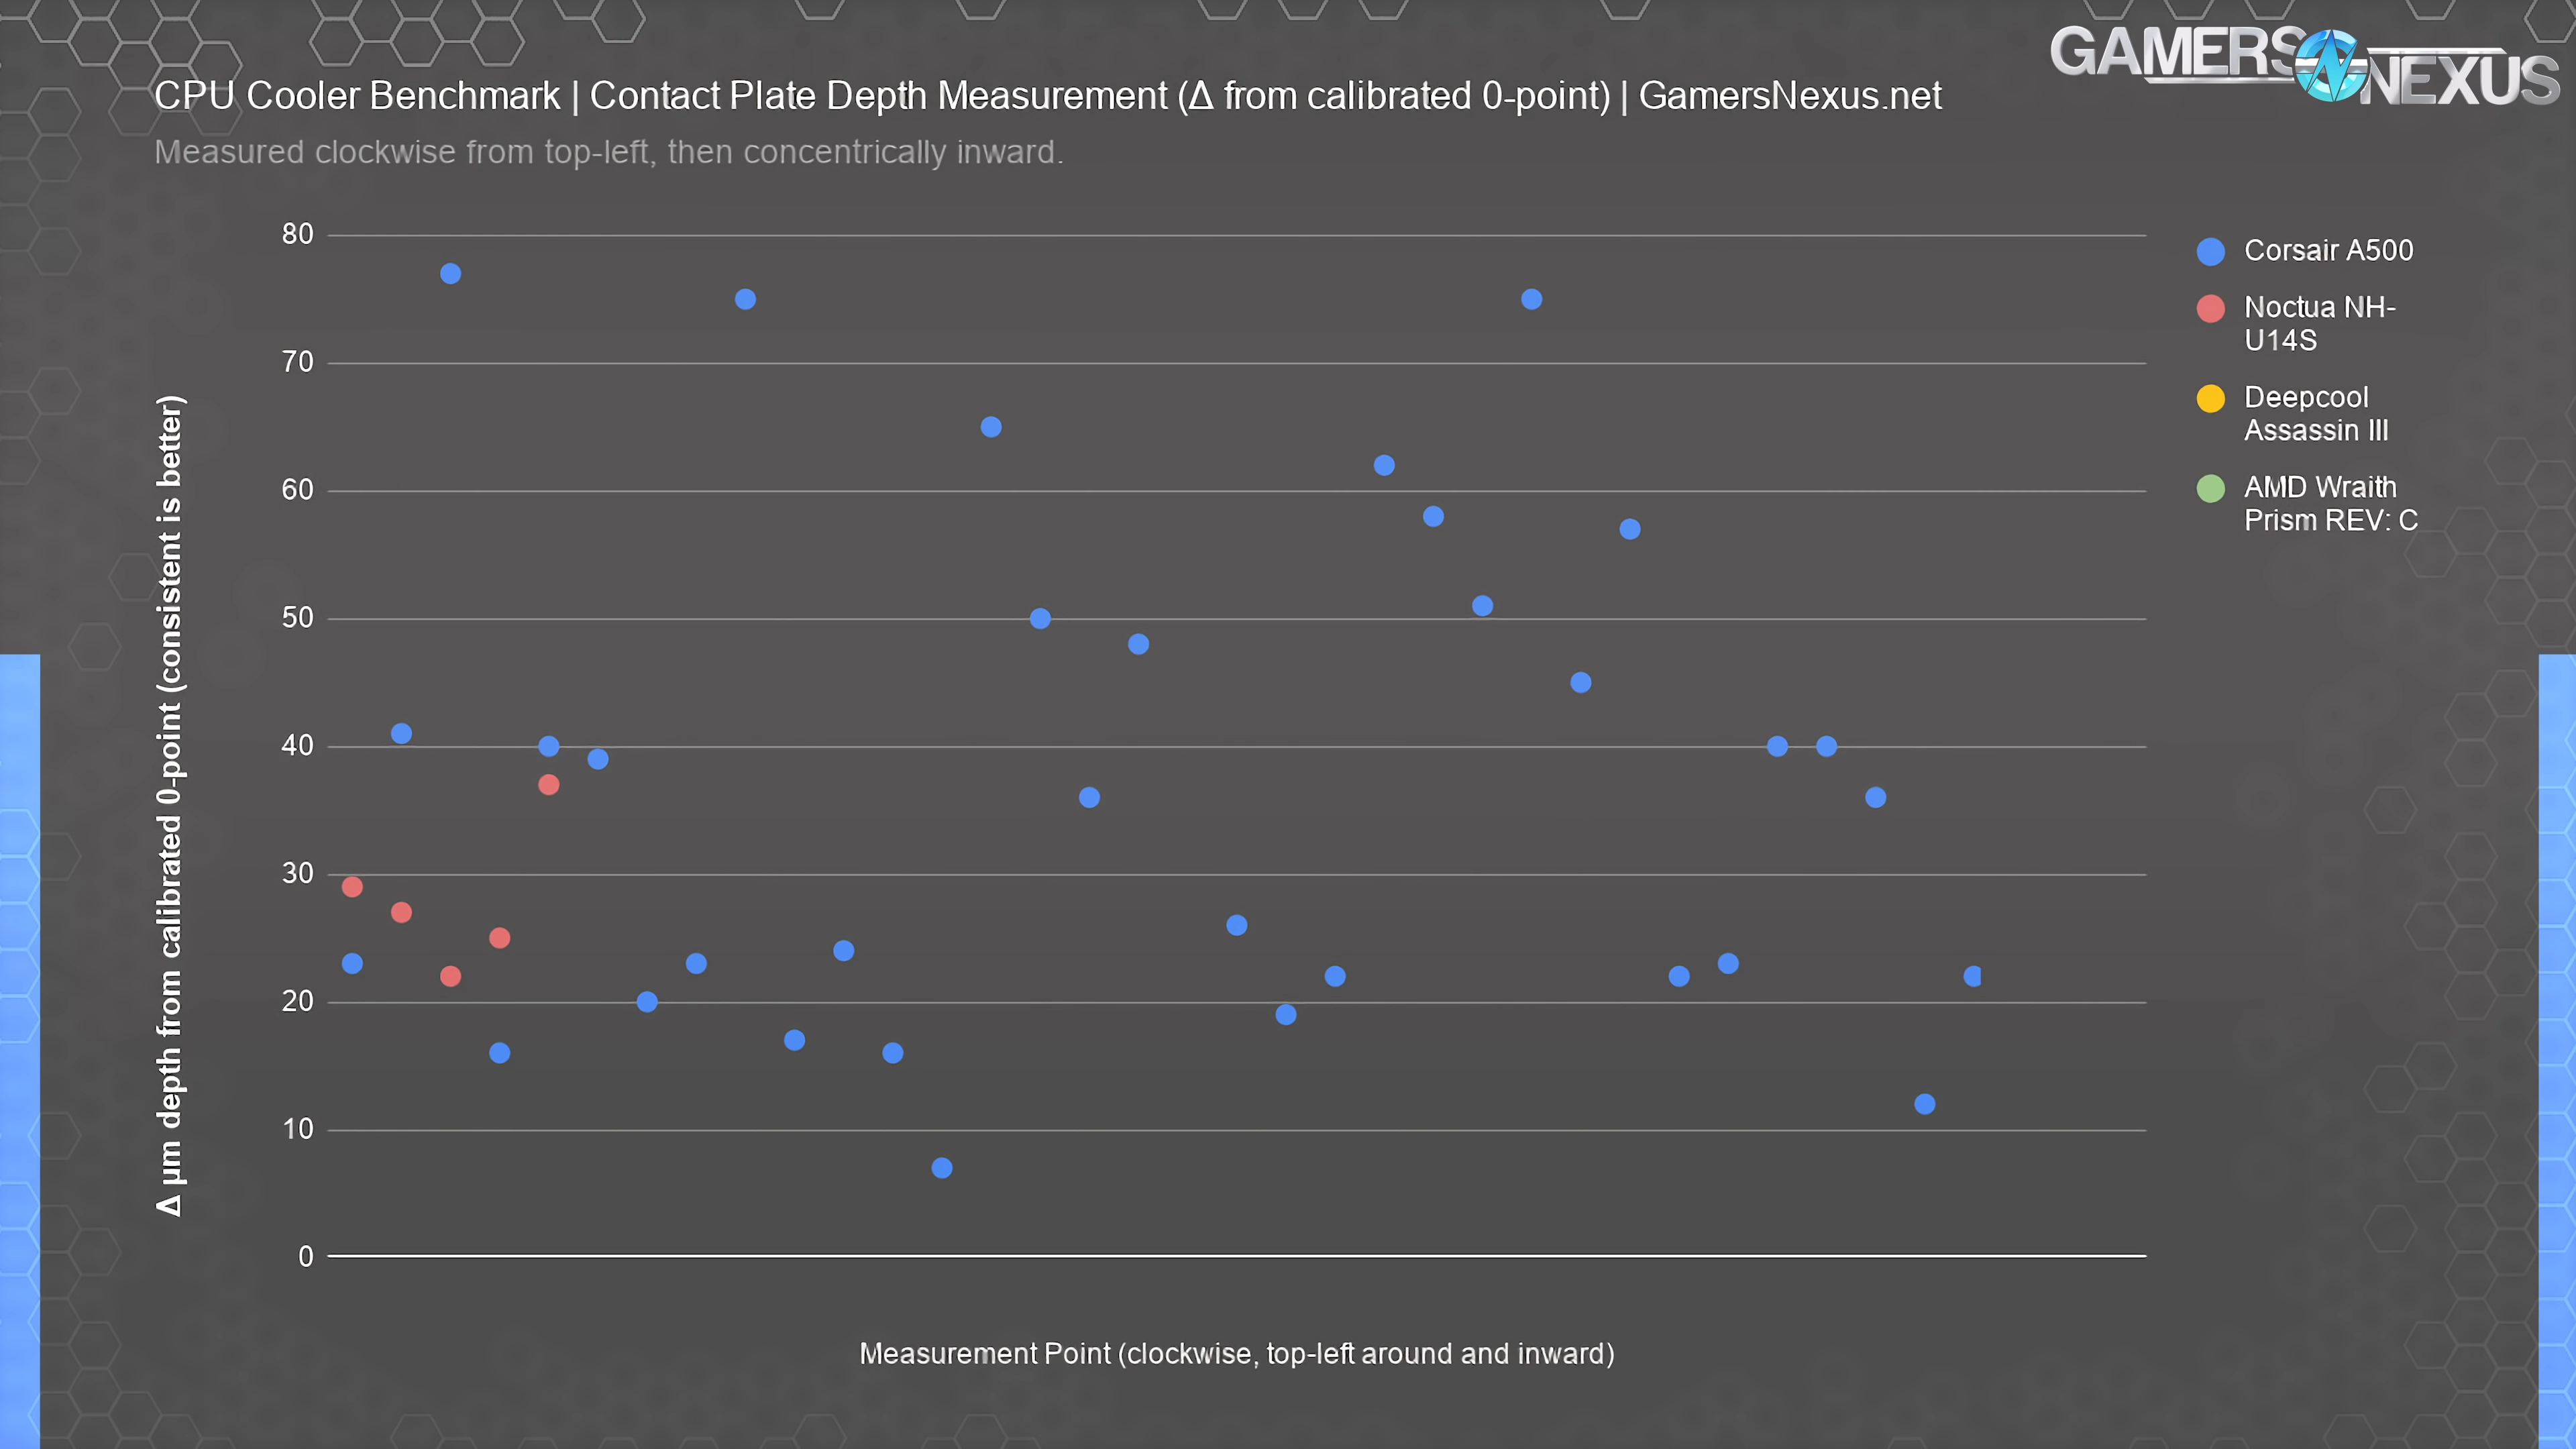 GAMERS NEXUS
CPU Cooler Benchmark | Contact Plate Depth Measurement (Δ from calibrated 0-point) | GamersNexus.net
Measured clockwise from top-left, then concentrically inward.
Δ µm depth from calibrated 0-point (consistent is better)
80
70
60
50
40
30
20
10
0
Measurement Point (clockwise, top-left around and inward)
Corsair A500
Noctua NH-
U14S
Deepcool
Assassin III
AMD Wraith
Prism REV: C